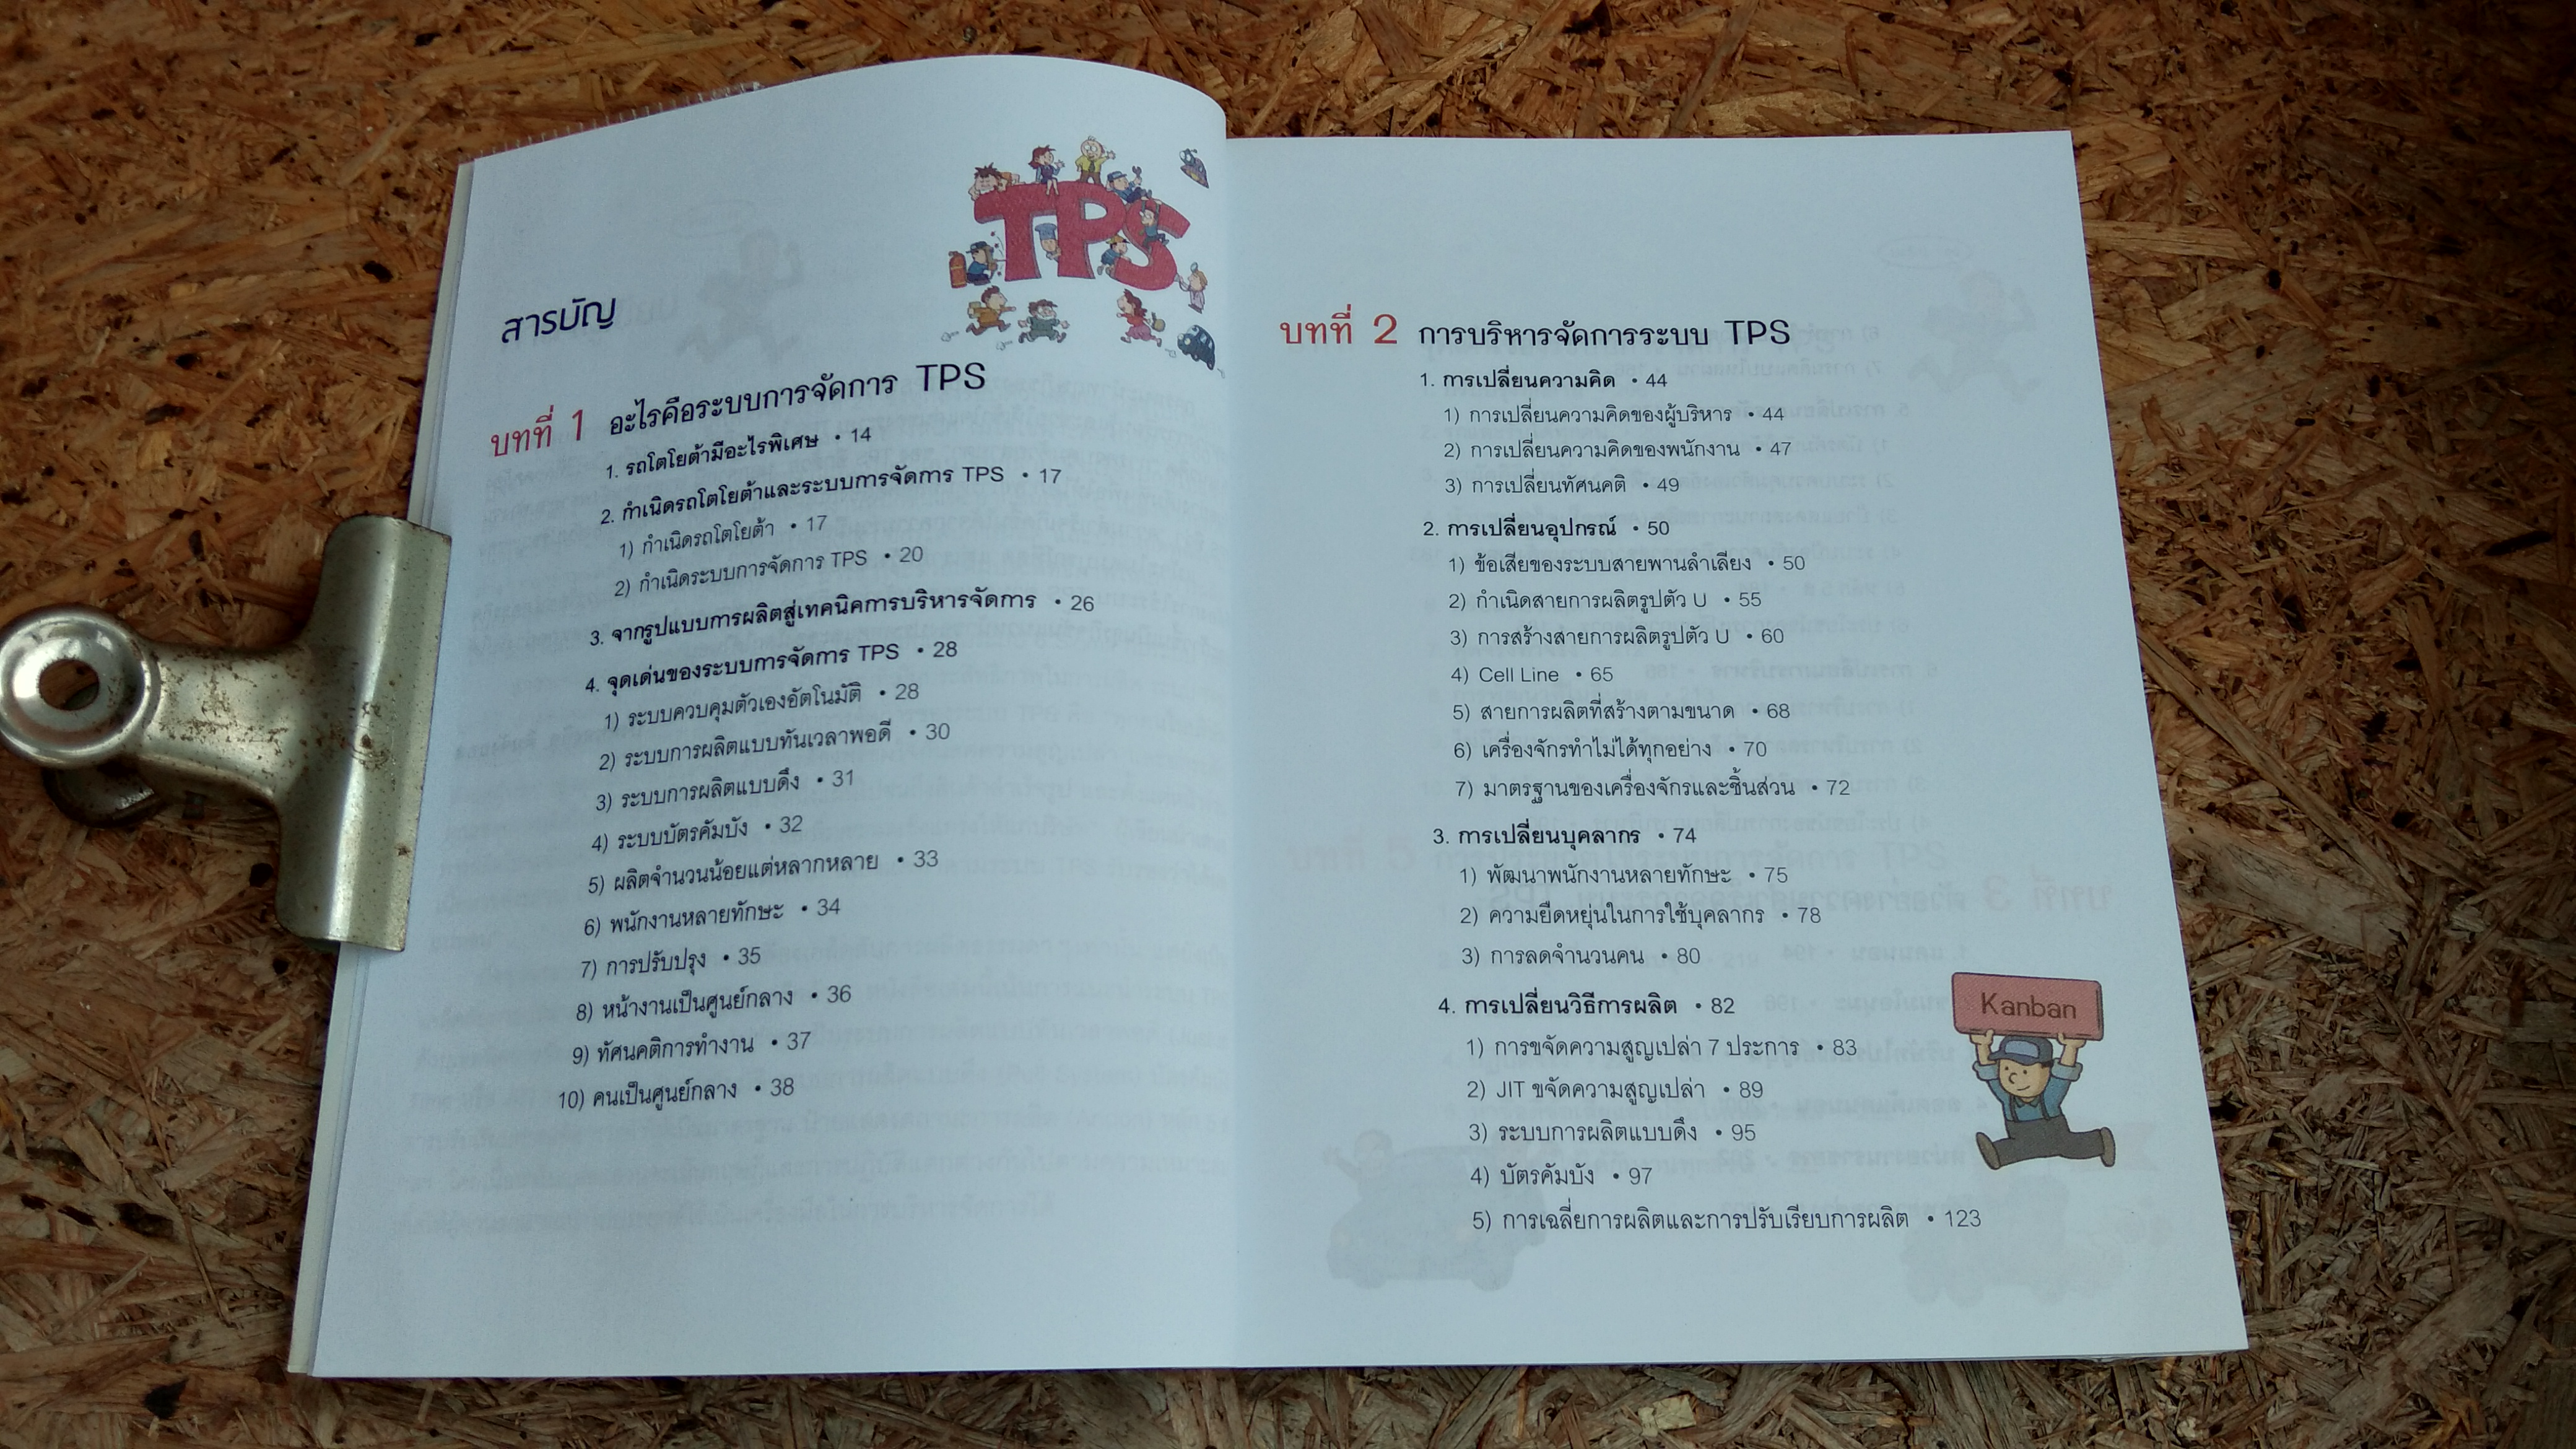 TPS
สารบัญ
บทที่ 1 อะไรคือระบบการจัดการ TPS
1. รถโตโยต้ามีอะไรพิเศษ • 14
2. กำเนิดรถโตโยต้าและระบบการจัดการ TPS • 17
1) กำเนิดรถโตโยต้า • 17
2) กำเนิดระบบการจัดการ TPS • 20
3. จากรูปแบบการผลิตสู่เทคนิคการบริหารจัดการ • 26
4. จุดเด่นของระบบการจัดการ TPS • 28
1) ระบบควบคุมตัวเองอัตโนมัติ • 28
2) ระบบการผลิตแบบทันเวลาพอดี • 30
3) ระบบการผลิตแบบดึง • 31
4) ระบบบัตรคัมบัง • 32
5) ผลิตจำนวนน้อยแต่หลากหลาย • 33
6) พนักงานหลายทักษะ • 34
7) การปรับปรุง • 35
8) หน้างานเป็นศูนย์กลาง • 36
9) ทัศนคติการทำงาน • 37
10) คนเป็นศูนย์กลาง • 38
บทที่ 2 การบริหารจัดการระบบ TPS
1. การเปลี่ยนความคิด • 44
1) การเปลี่ยนความคิดของผู้บริหาร • 44
2) การเปลี่ยนความคิดของพนักงาน • 47
3) การเปลี่ยนทัศนคติ • 49
2. การเปลี่ยนอุปกรณ์ • 50
1) ข้อเสียของระบบสายพานลำเลียง • 50
2) กำเนิดสายการผลิตรูปตัว U • 55
3) การสร้างสายการผลิตรูปตัว U • 60
4) Cell Line • 65
5) สายการผลิตที่สร้างตามขนาด • 68
6) เครื่องจักรทำไม่ได้ทุกอย่าง • 70
7) มาตรฐานของเครื่องจักรและชิ้นส่วน • 72
3. การเปลี่ยนบุคลากร • 74
1) พัฒนาพนักงานหลายทักษะ • 75
2) ความยืดหยุ่นในการใช้บุคลากร • 78
3) การลดจำนวนคน • 80
4. การเปลี่ยนวิธีการผลิต • 82
1) การขจัดความสูญเปล่า 7 ประการ • 83
2) JIT ขจัดความสูญเปล่า • 89
3) ระบบการผลิตแบบดึง • 95
4) บัตรคัมบัง • 97
5) การเฉลี่ยการผลิตและการปรับเรียบการผลิต • 123
Kanban